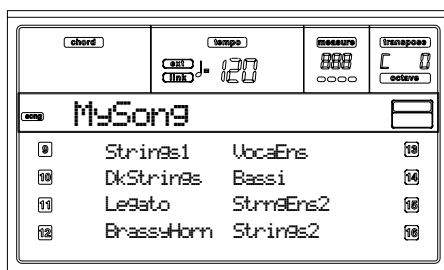 chord tempo measure transpose
ext link = 120 888 C 0
octave
song MySong
9 Strings1 VocaEns 13
10 DkStrings Bassi 14
11 Legato StrngEns2 15
12 BrassyHorn Strings2 16